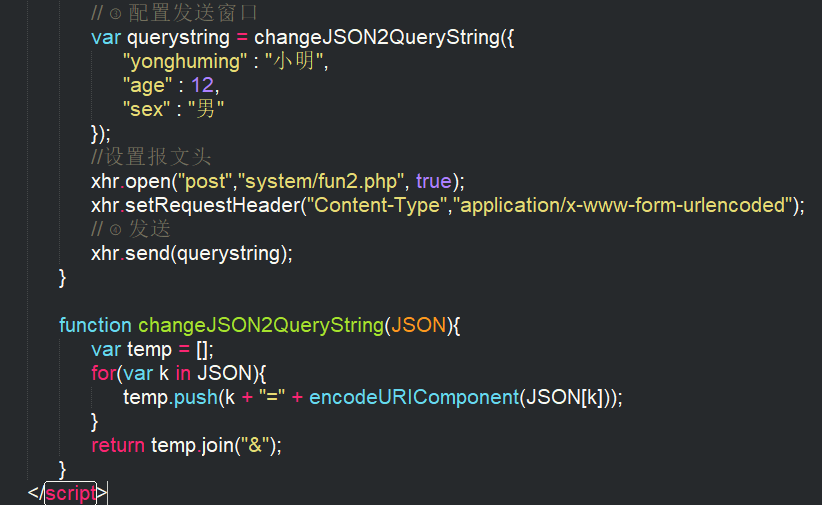 // ③ 配置发送窗口
var querystring = changeJSON2QueryString({
"yonghuming" : "小明",
"age" : 12,
"sex" : "男"
});
//设置报文头
xhr.open("post","system/fun2.php", true);
xhr.setRequestHeader("Content-Type","application/x-www-form-urlencoded");
// ④ 发送
xhr.send(querystring);
}
function changeJSON2QueryString(JSON){
var temp = [];
for(var k in JSON){
temp.push(k + "=" + encodeURIComponent(JSON[k]));
}
return temp.join("&");
}
</script>